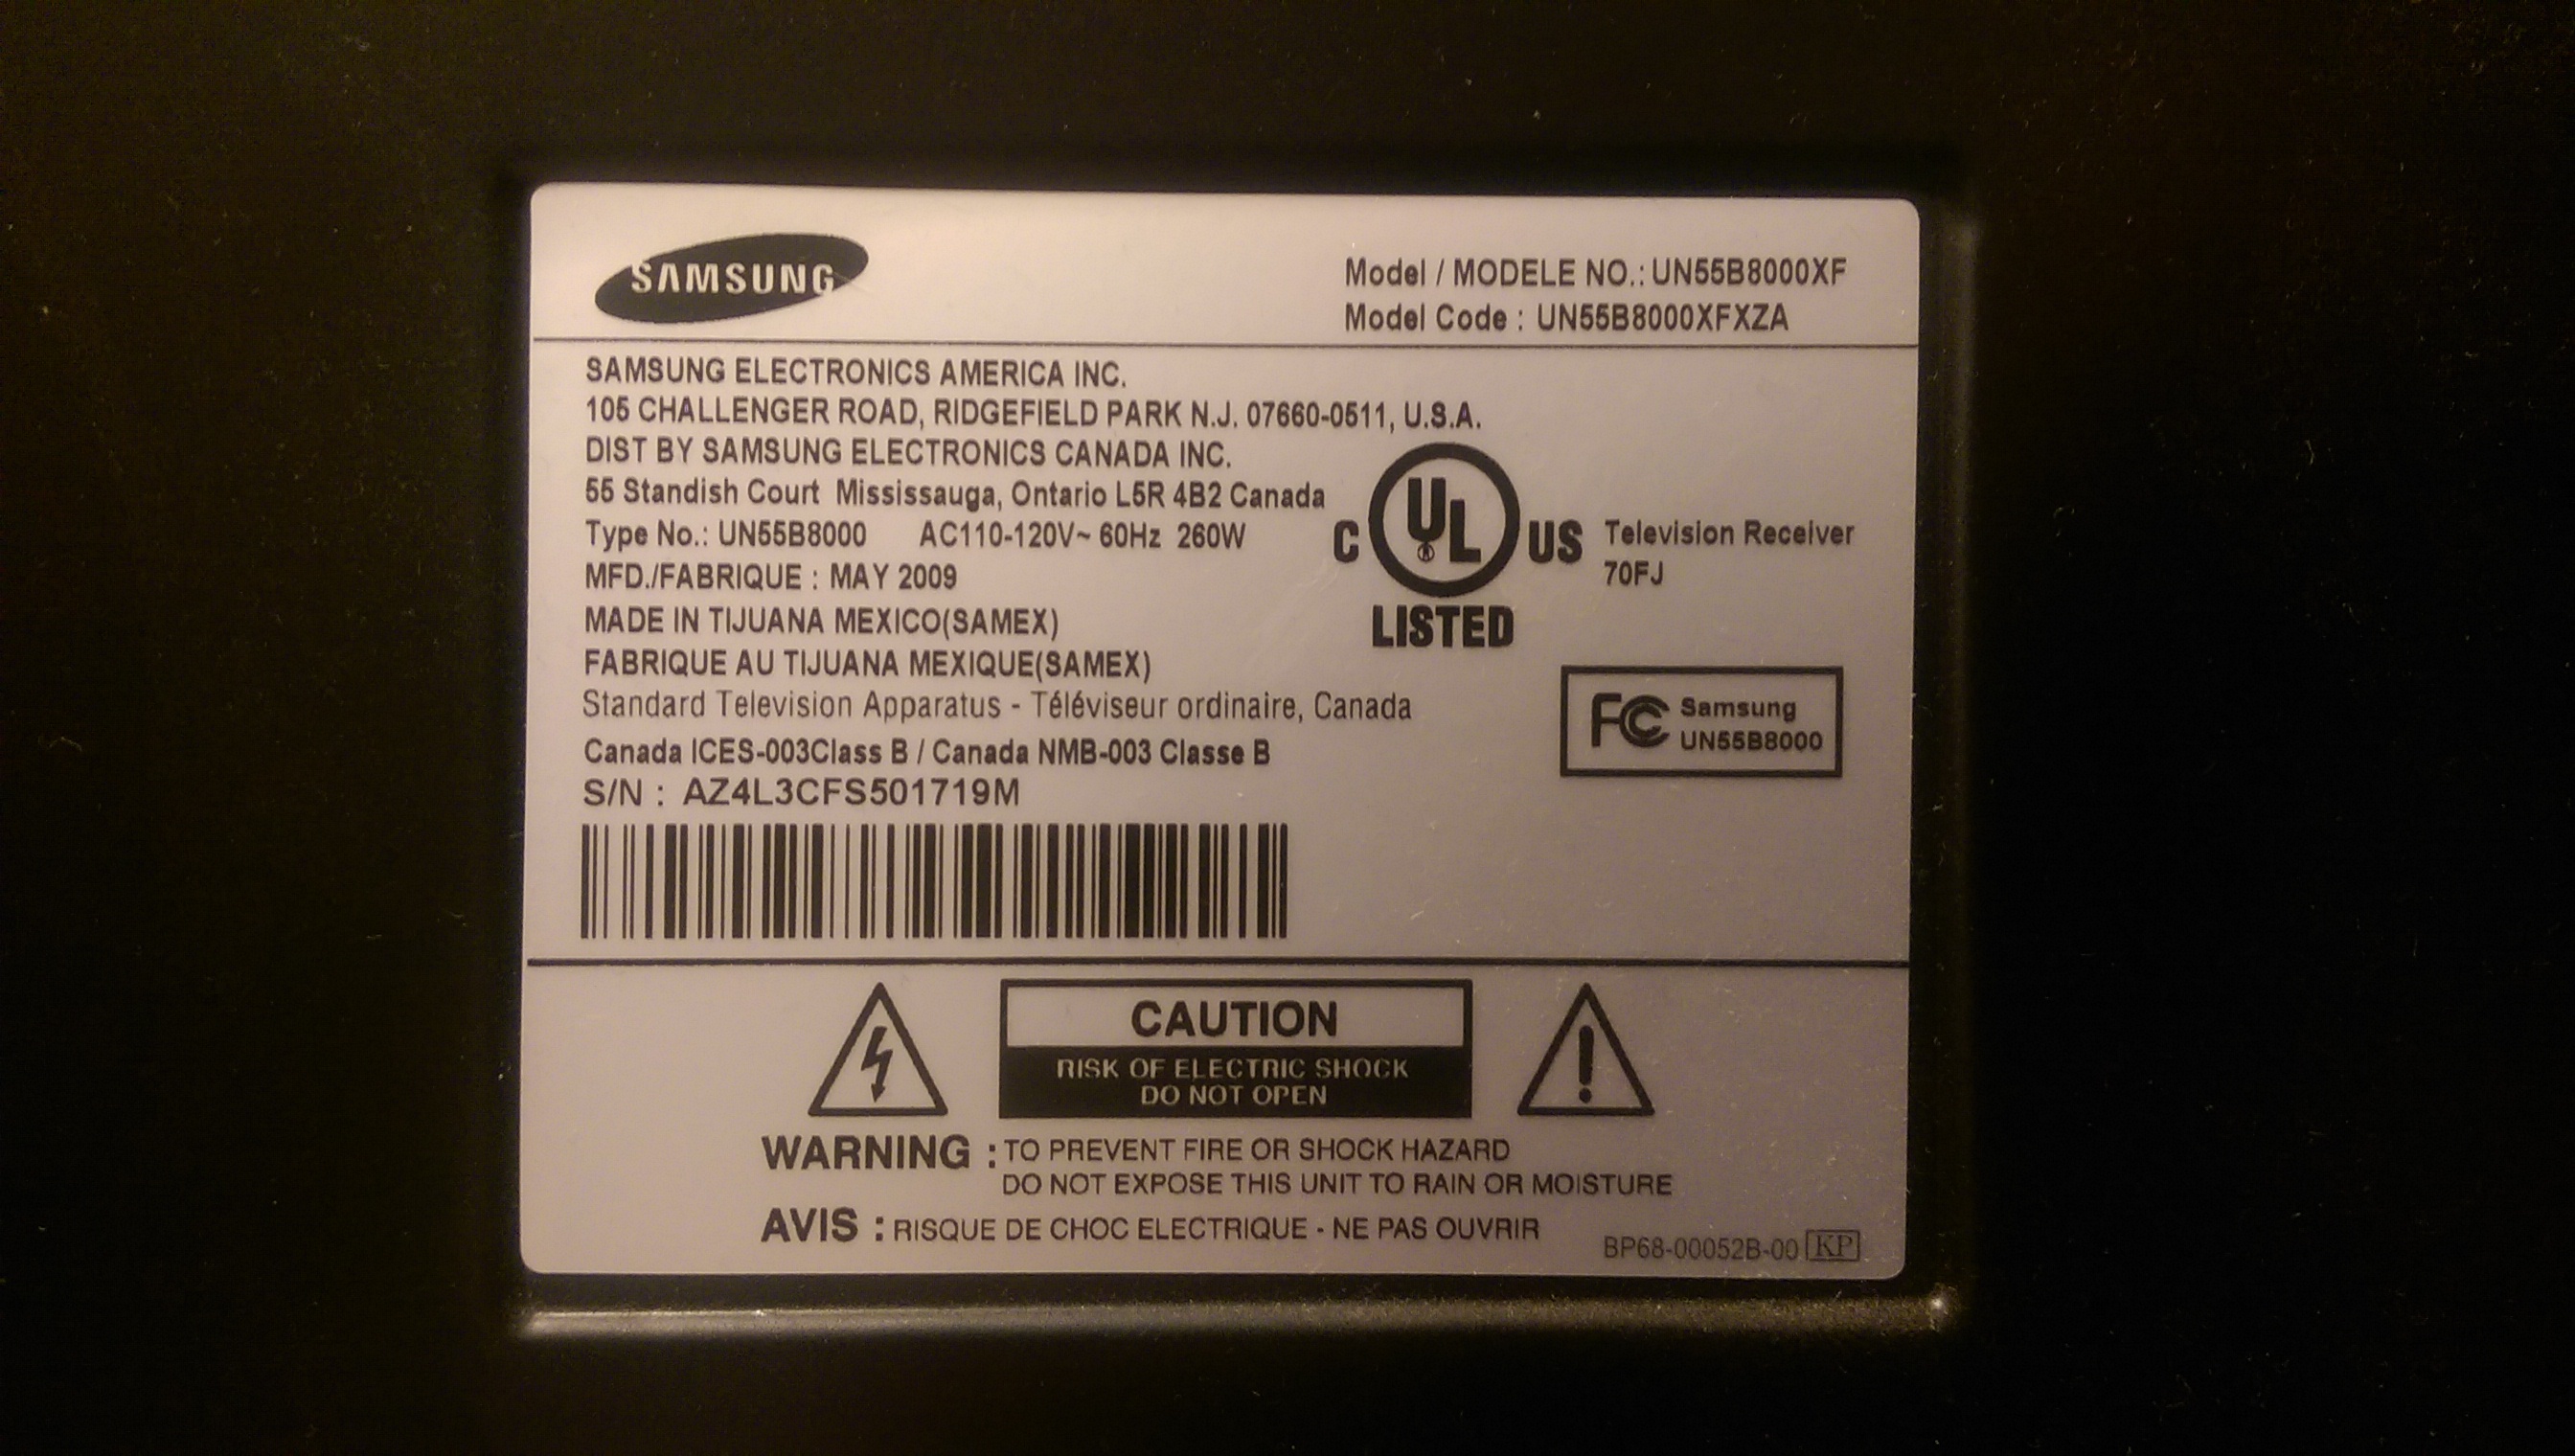 SAMSUNG
Model / MODELE NO.: UN55B8000XF
Model Code : UN55B8000XFXZA
SAMSUNG ELECTRONICS AMERICA INC.
105 CHALLENGER ROAD, RIDGEFIELD PARK N.J. 07660-0511, U.S.A.
DIST BY SAMSUNG ELECTRONICS CANADA INC.
55 Standish Court Mississauga, Ontario L5R 4B2 Canada
Type No.: UN55B8000 AC110-120V~ 60Hz 260W
MFD./FABRIQUE : MAY 2009
MADE IN TIJUANA MEXICO(SAMEX)
FABRIQUE AU TIJUANA MEXIQUE(SAMEX)
Standard Television Apparatus - Téléviseur ordinaire, Canada
Canada ICES-003Class B / Canada NMB-003 Classe B
S/N : AZ4L3CFS501719M
C UL® US
LISTED
Television Receiver
70FJ
FC Samsung
UN55B8000
CAUTION
RISK OF ELECTRIC SHOCK
DO NOT OPEN
WARNING : TO PREVENT FIRE OR SHOCK HAZARD
DO NOT EXPOSE THIS UNIT TO RAIN OR MOISTURE
AVIS : RISQUE DE CHOC ELECTRIQUE - NE PAS OUVRIR
BP68-00052B-00 KP